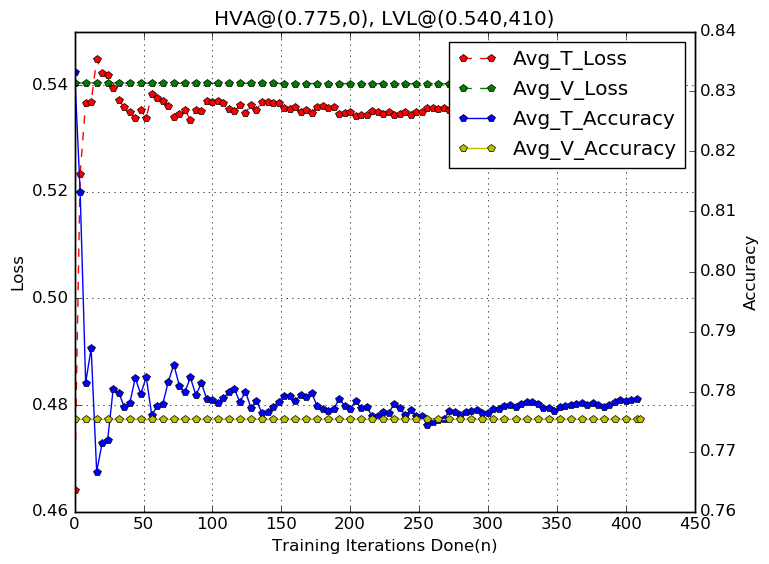 HVA@(0.775,0), LVL@(0.540,410)
Avg_T_Loss
Avg_V_Loss
Avg_T_Accuracy
Avg_V_Accuracy
0.54
0.52
0.50
0.48
0.46
Loss
0.84
0.83
0.82
0.81
0.80
0.79
0.78
0.77
0.76
Accuracy
0 50 100 150 200 250 300 350 400 450
Training Iterations Done(n)